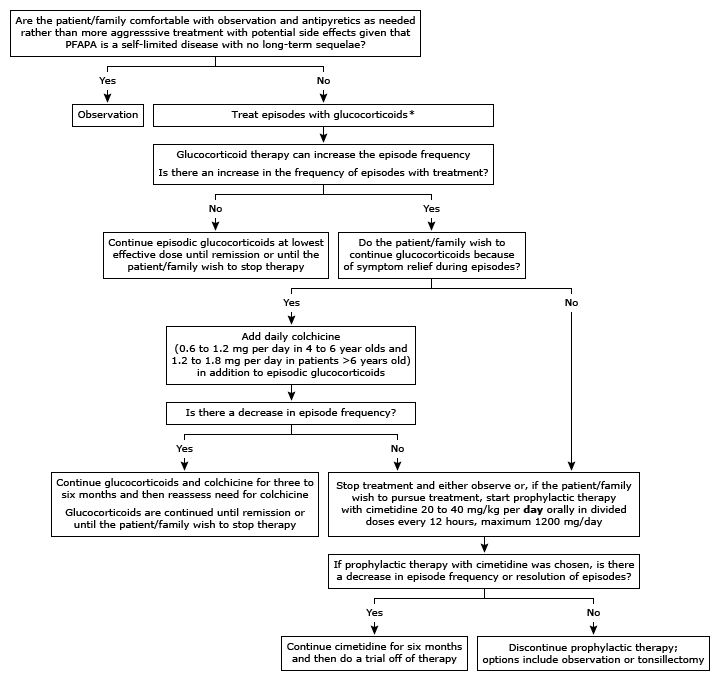 Are the patient/family comfortable with observation and antipyretics as needed
rather than more aggresssive treatment with potential side effects given that
PFAPA is a self-limited disease with no long-term sequelae?
Yes
No
Observation
Treat episodes with glucocorticoids*
Glucocorticoid therapy can increase the episode frequency
Is there an increase in the frequency of episodes with treatment?
No
Yes
Continue episodic glucocorticoids at lowest
effective dose until remission or until the
patient/family wish to stop therapy
Do the patient/family wish to
continue glucocorticoids because
of symptom relief during episodes?
Yes
No
Add daily colchicine
(0.6 to 1.2 mg per day in 4 to 6 year olds and
1.2 to 1.8 mg per day in patients >6 years old)
in addition to episodic glucocorticoids
Is there a decrease in episode frequency?
Yes
No
Continue glucocorticoids and colchicine for three to
six months and then reassess need for colchicine
Glucocorticoids are continued until remission or
until the patient/family wish to stop therapy
Stop treatment and either observe or, if the patient/family
wish to pursue treatment, start prophylactic therapy
with cimetidine 20 to 40 mg/kg per day orally in divided
doses every 12 hours, maximum 1200 mg/day
If prophylactic therapy with cimetidine was chosen, is there
a decrease in episode frequency or resolution of episodes?
Yes
No
Continue cimetidine for six months
and then do a trial off of therapy
Discontinue prophylactic therapy;
options include observation or tonsillectomy